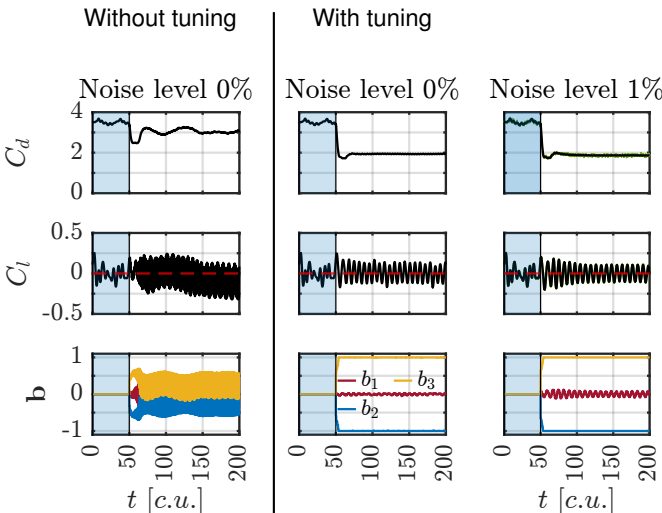 Without tuning
With tuning
Noise level 0%
Noise level 0%
Noise level 1%
C_d
4
2
0
C_l
0.5
0
-0.5
b
1
0
-1
b_1
b_3
b_2
0
50
100
150
200
0
50
100
150
200
0
50
100
150
200
t [c.u.]
t [c.u.]
t [c.u.]